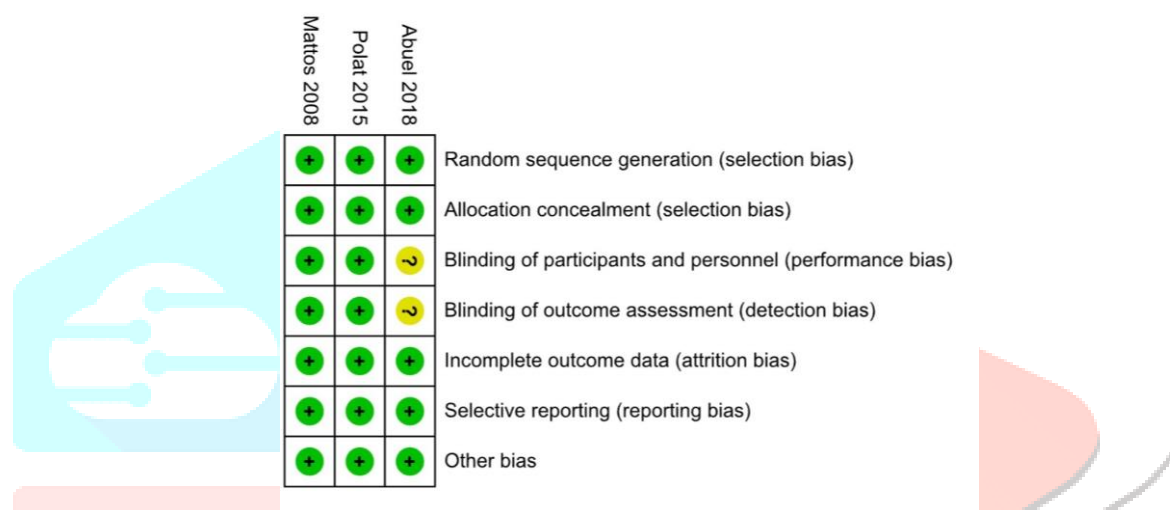 Mattos 2008
Polat 2015
Abuel 2018
+ + + Random sequence generation (selection bias)
+ + + Allocation concealment (selection bias)
+ + ? Blinding of participants and personnel (performance bias)
+ + ? Blinding of outcome assessment (detection bias)
+ + + Incomplete outcome data (attrition bias)
+ + + Selective reporting (reporting bias)
+ + + Other bias